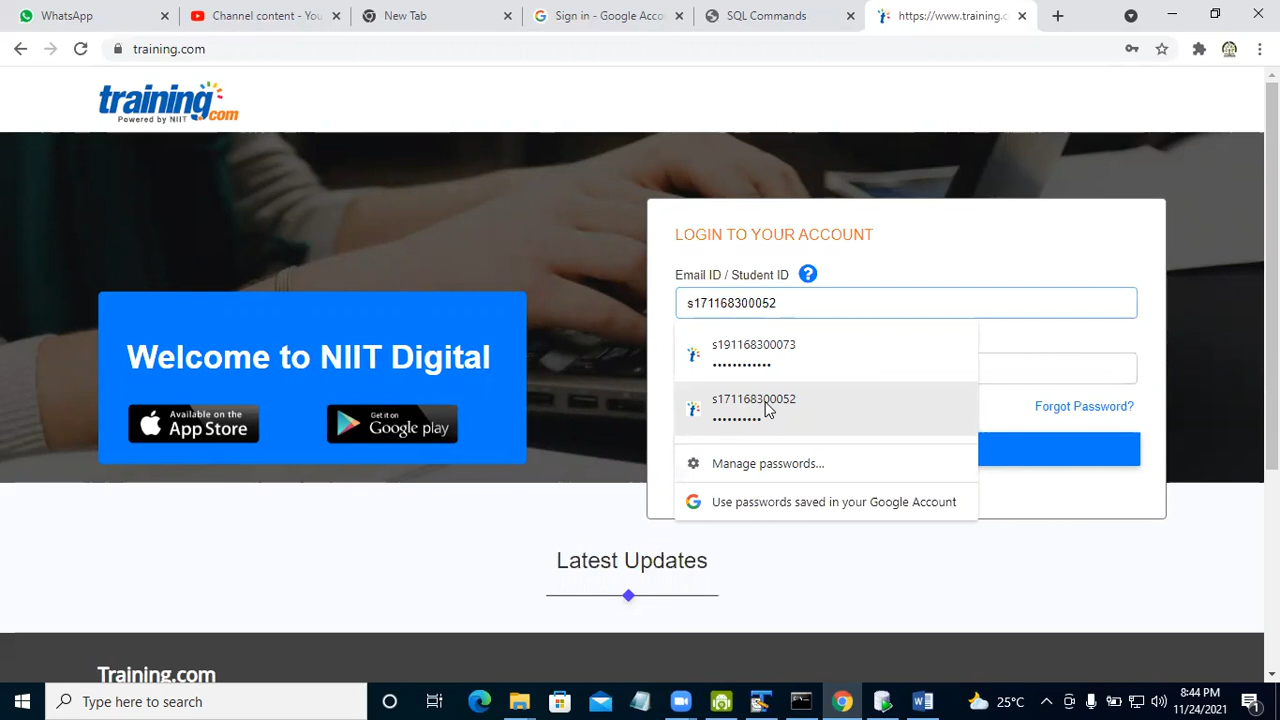 WhatsApp
Channel content - You
New Tab
Sign in - Google Acco
SQL Commands
https://www.training.c
training.com
training.com
Powered by NIIT
LOGIN TO YOUR ACCOUNT
Email ID / Student ID
s171168300052
s191168300073
••••••••••••
s171168300052
••••••••••
Forgot Password?
Manage passwords...
Use passwords saved in your Google Account
Welcome to NIIT Digital
Available on the
App Store
Get it on
Google play
Latest Updates
Training.com
Type here to search
25°C
8:44 PM
11/24/2021
1